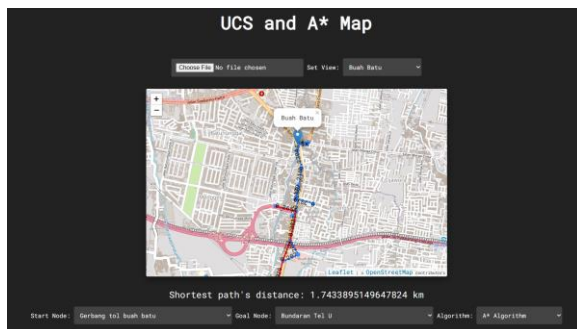 UCS and A* Map
Choose File No file chosen Set View: Buah Batu
+
−
Buah Batu
Leaflet | © OpenStreetMap contributors
Shortest path's distance: 1.7433895149647824 km
Start Node: Gerbang tol buah batu Goal Node: Bundaran Tel U Algorithm: A* Algorithm